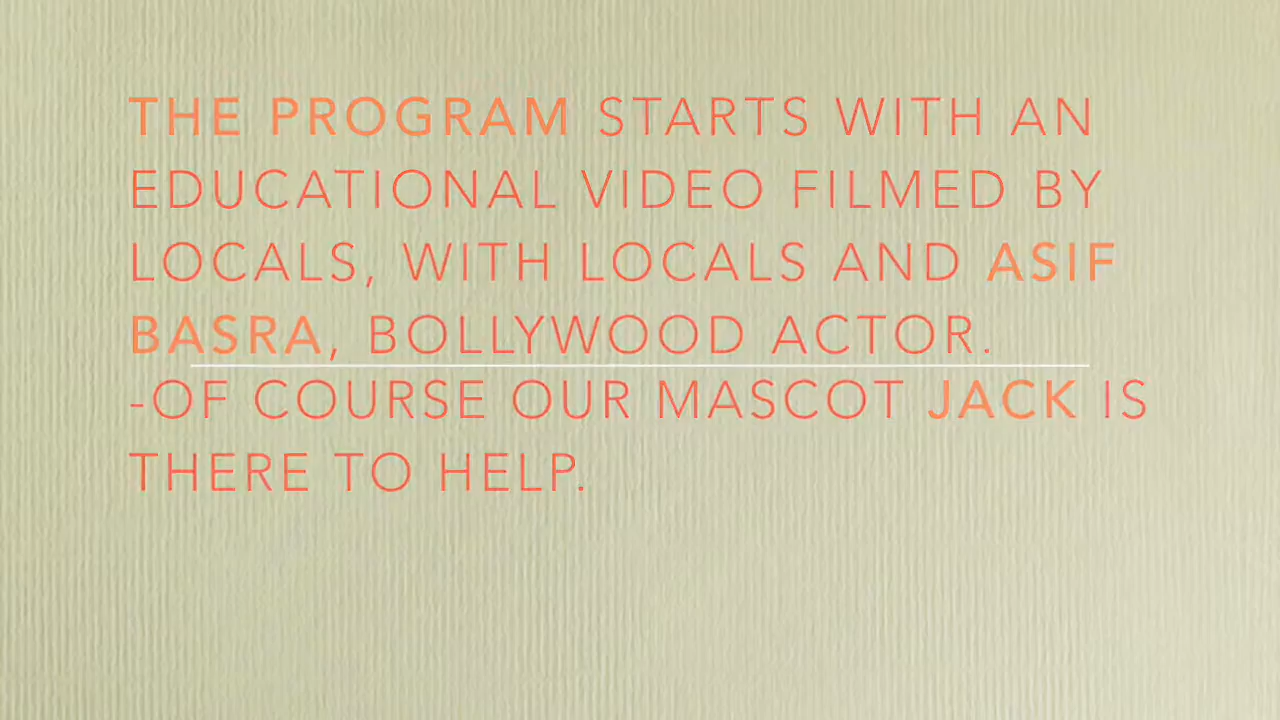 THE PROGRAM STARTS WITH AN
EDUCATIONAL VIDEO FILMED BY
LOCALS, WITH LOCALS AND ASIF
BASRA, BOLLYWOOD ACTOR.
-OF COURSE OUR MASCOT JACK IS
THERE TO HELP.